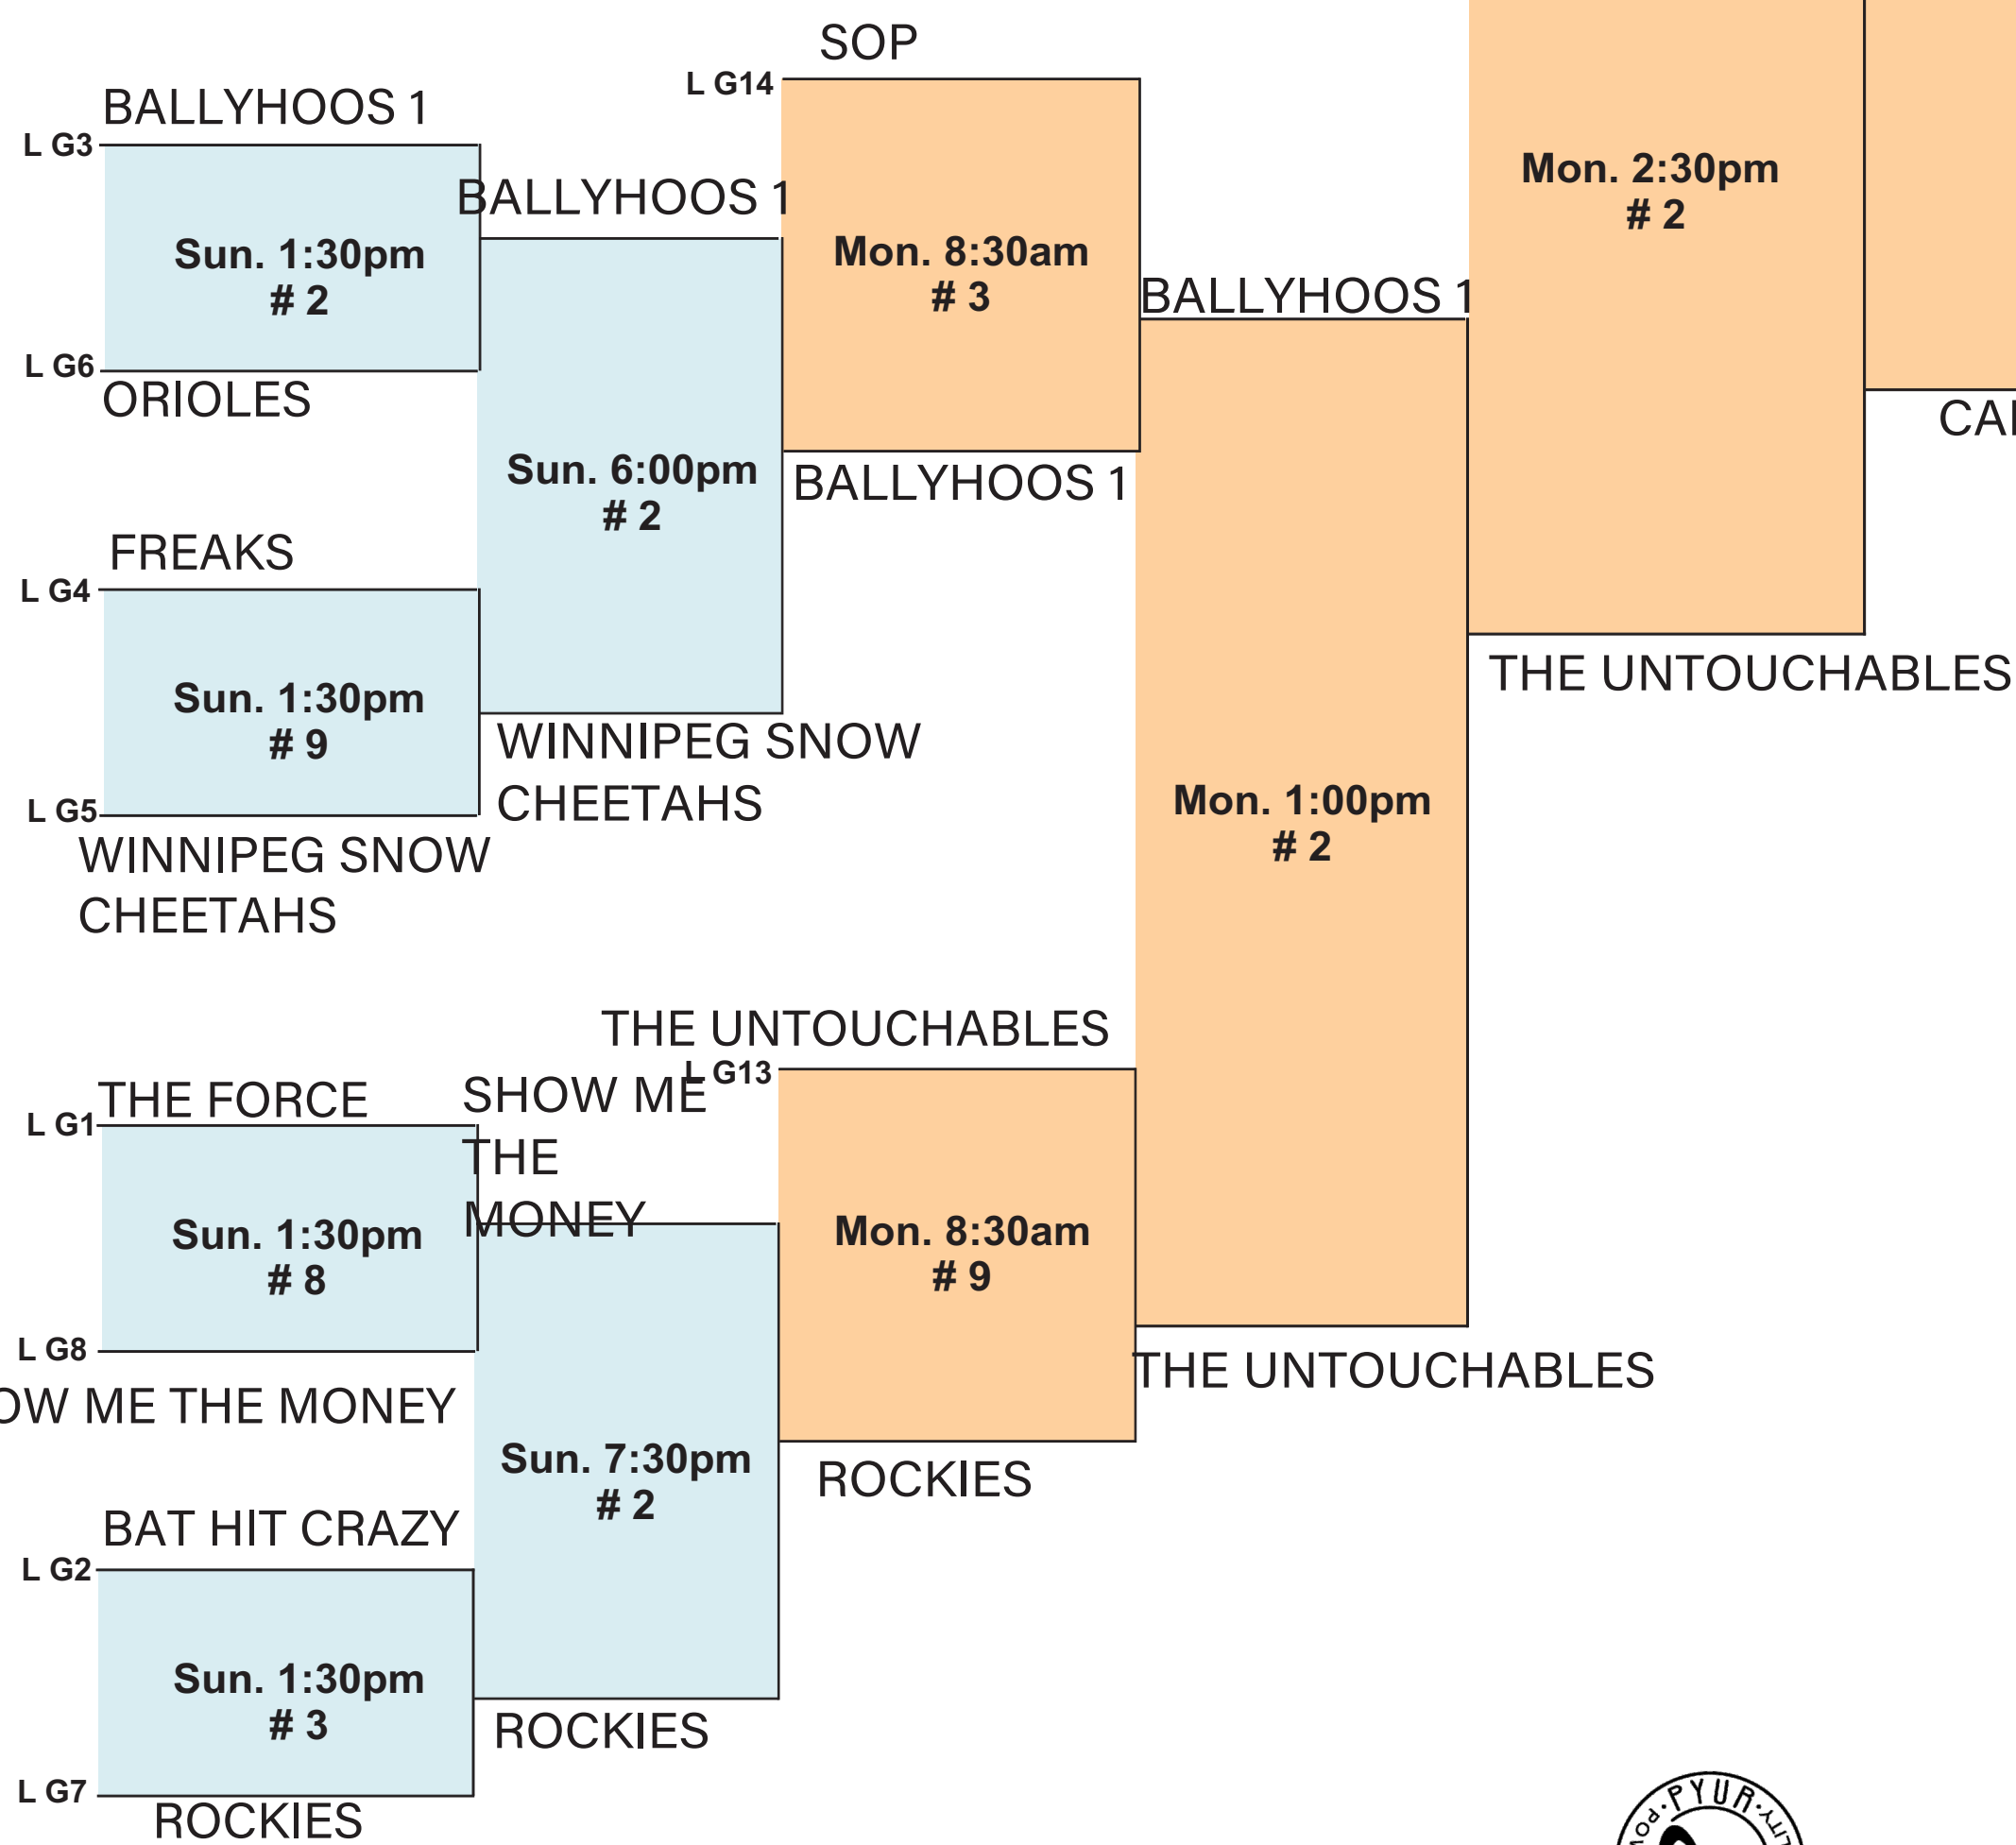 SOP
L G14
BALLYHOOS 1
L G3
Mon. 2:30pm
# 2
BALLYHOOS 1
Sun. 1:30pm
# 2
Mon. 8:30am
# 3
BALLYHOOS 1
L G6
ORIOLES
Sun. 6:00pm
# 2
BALLYHOOS 1
FREAKS
L G4
THE UNTOUCHABLES
Sun. 1:30pm
# 9
WINNIPEG SNOW
CHEETAHS
L G5
Mon. 1:00pm
# 2
WINNIPEG SNOW
CHEETAHS
THE UNTOUCHABLES
L G13
SHOW ME
THE
MONEY
THE FORCE
L G1
Sun. 1:30pm
# 8
Mon. 8:30am
# 9
L G8
THE UNTOUCHABLES
OW ME THE MONEY
Sun. 7:30pm
# 2
ROCKIES
BAT HIT CRAZY
L G2
Sun. 1:30pm
# 3
ROCKIES
L G7
ROCKIES
PYUR